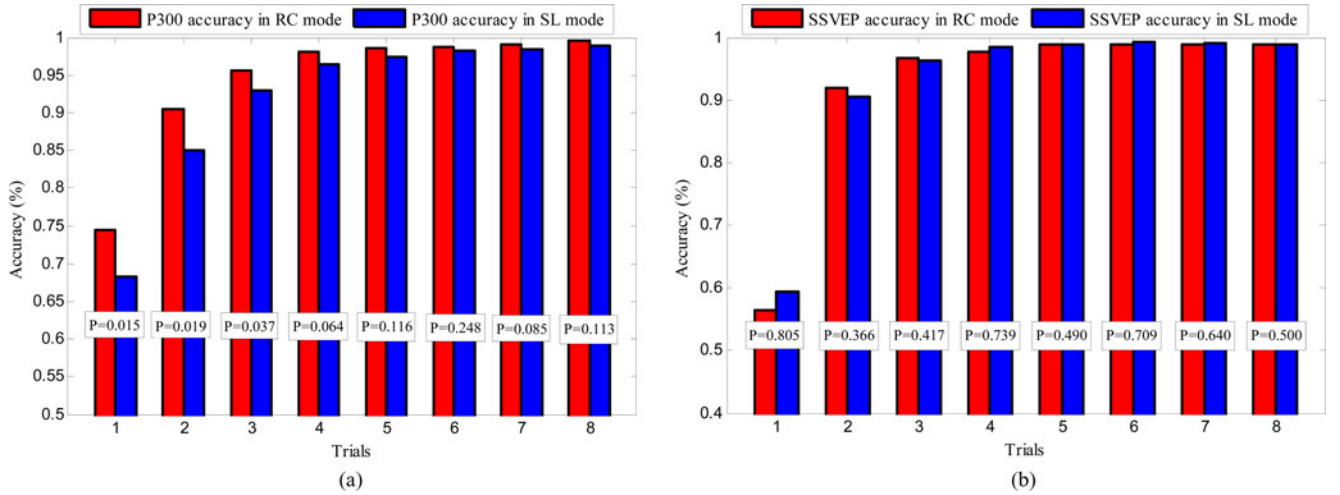 P300 accuracy in RC mode P300 accuracy in SL mode
1
0.95
0.9
0.85
0.8
0.75
0.7
0.65
0.6
0.55
0.5
Accuracy (%)
P=0.015 P=0.019 P=0.037 P=0.064 P=0.116 P=0.248 P=0.085 P=0.113
1 2 3 4 5 6 7 8
Trials
(a)
SSVEP accuracy in RC mode SSVEP accuracy in SL mode
1
0.9
0.8
0.7
0.6
0.5
0.4
Accuracy (%)
P=0.805 P=0.366 P=0.417 P=0.739 P=0.490 P=0.709 P=0.640 P=0.500
1 2 3 4 5 6 7 8
Trials
(b)